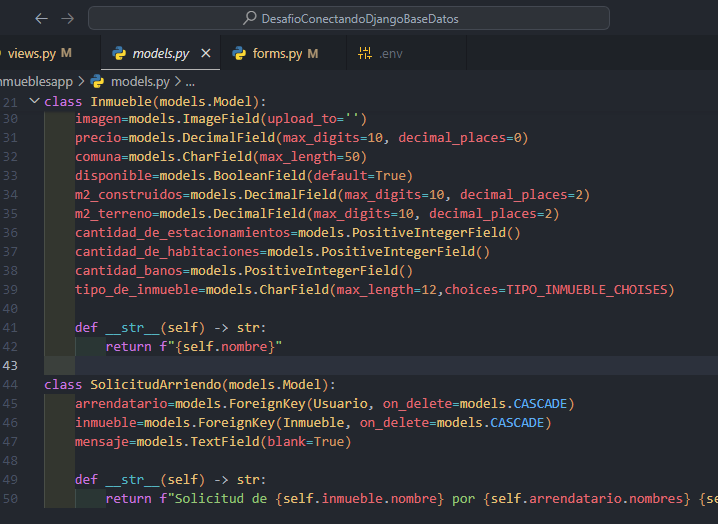 DesafioConectandoDjangoBaseDatos
views.py M models.py forms.py M .env
nmueblesapp > models.py > ...
21 class Inmueble(models.Model):
30 imagen=models.ImageField(upload_to='')
31 precio=models.DecimalField(max_digits=10, decimal_places=0)
32 comuna=models.CharField(max_length=50)
33 disponible=models.BooleanField(default=True)
34 m2_construidos=models.DecimalField(max_digits=10, decimal_places=2)
35 m2_terreno=models.DecimalField(max_digits=10, decimal_places=2)
36 cantidad_de_estacionamientos=models.PositiveIntegerField()
37 cantidad_de_habitaciones=models.PositiveIntegerField()
38 cantidad_banos=models.PositiveIntegerField()
39 tipo_de_inmueble=models.CharField(max_length=12,choices=TIPO_INMUEBLE_CHOISES)
40
41 def __str__(self) -> str:
42 return f"{self.nombre}"
43
44 class SolicitudArriendo(models.Model):
45 arrendatario=models.ForeignKey(Usuario, on_delete=models.CASCADE)
46 inmueble=models.ForeignKey(Inmueble, on_delete=models.CASCADE)
47 mensaje=models.TextField(blank=True)
48
49 def __str__(self) -> str:
50 return f"Solicitud de {self.inmueble.nombre} por {self.arrendatario.nombres} {se